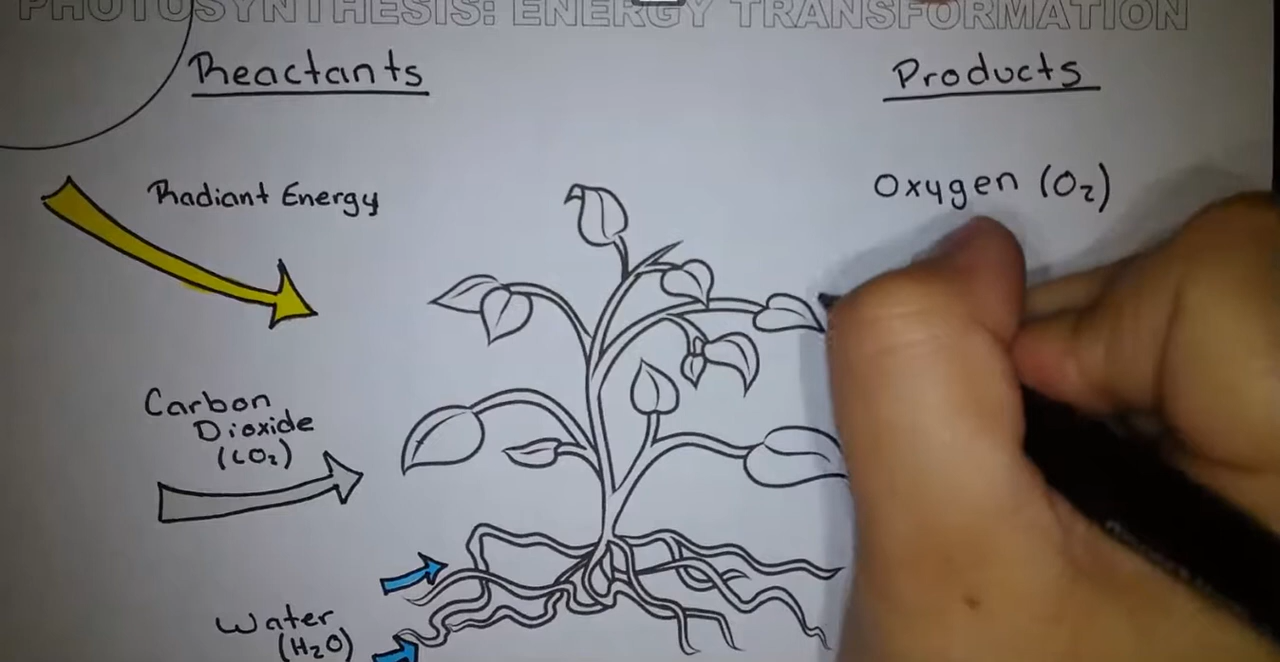 PHOTOSYNTHESIS: ENERGY TRANSFORMATION
Reactants
Products
Radiant Energy
Oxygen (O₂)
Carbon
Dioxide
(CO₂)
Water
(H₂O)